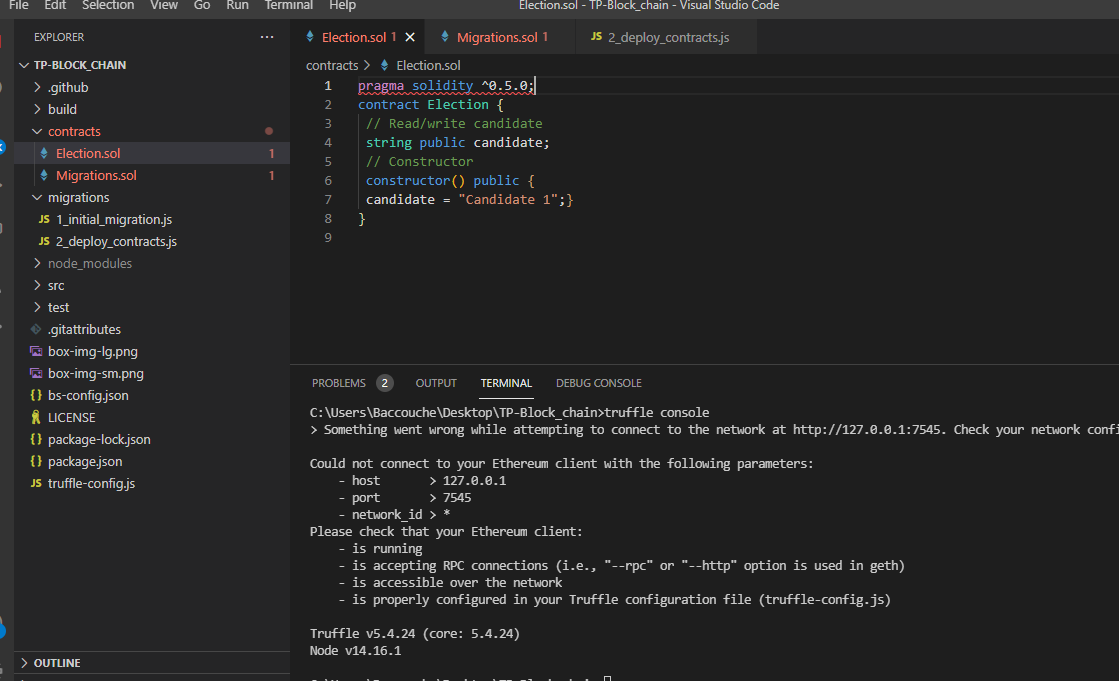 File Edit Selection View Go Run Terminal Help Election.sol - TP-Block_chain - Visual Studio Code
EXPLORER ...
TP-BLOCK_CHAIN
.github
build
contracts
Election.sol 1
Migrations.sol 1
migrations
JS 1_initial_migration.js
JS 2_deploy_contracts.js
node_modules
src
test
.gitattributes
box-img-lg.png
box-img-sm.png
{} bs-config.json
LICENSE
{} package-lock.json
{} package.json
JS truffle-config.js
OUTLINE
Election.sol 1 Migrations.sol 1 JS 2_deploy_contracts.js
contracts > Election.sol
1 pragma solidity ^0.5.0;
2 contract Election {
3 // Read/write candidate
4 string public candidate;
5 // Constructor
6 constructor() public {
7 candidate = "Candidate 1";}
8 }
9
PROBLEMS 2 OUTPUT TERMINAL DEBUG CONSOLE
C:\Users\Baccouche\Desktop\TP-Block_chain>truffle console
> Something went wrong while attempting to connect to the network at http://127.0.0.1:7545. Check your network
Could not connect to your Ethereum client with the following parameters:
- host > 127.0.0.1
- port > 7545
- network_id > *
Please check that your Ethereum client:
- is running
- is accepting RPC connections (i.e., "--rpc" or "--http" option is used in geth)
- is accessible over the network
- is properly configured in your Truffle configuration file (truffle-config.js)
Truffle v5.4.24 (core: 5.4.24)
Node v14.16.1